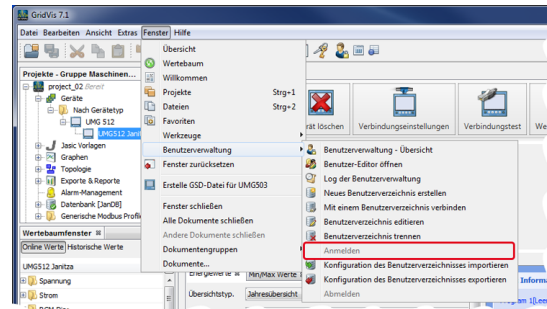 GridVis 7.1
Datei Bearbeiten Ansicht Extras Fenster Hilfe
Übersicht
Wertebaum
Willkommen
Projekte Strg+1
Dateien Strg+2
Favoriten
Werkzeuge
Benutzerverwaltung
Fenster zurücksetzen
Erstelle GSD-Datei für UMG503
Fenster schließen
Alle Dokumente schließen
Andere Dokumente schließen
Dokumentengruppen
Dokumente...
Projekte - Gruppe Maschinen...
project_02 Bereit
Geräte
Nach Gerätetyp
UMG 512
UMG512 Janit
Jasic Vorlagen
Graphen
Topologie
Exporte & Reporte
Alarm-Management
Datenbank [JanDB]
Generische Modbus Profil
rät löschen
Verbindungseinstellungen
Verbindungstest
We
Benutzerverwaltung - Übersicht
Benutzer-Editor öffnen
Log der Benutzerverwaltung
Neues Benutzerverzeichnis erstellen
Mit einem Benutzerverzeichnis verbinden
Benutzerverzeichnis editieren
Benutzerverzeichnis trennen
Anmelden
Konfiguration des Benutzerverzeichnisses importieren
Konfiguration des Benutzerverzeichnisses exportieren
Abmelden
Wertebaumfenster
Online Werte Historische Werte
UMG512 Janitza
Spannung
Strom
Min/Max Werte
Übersichtstyp. Jahresübersicht
Inform